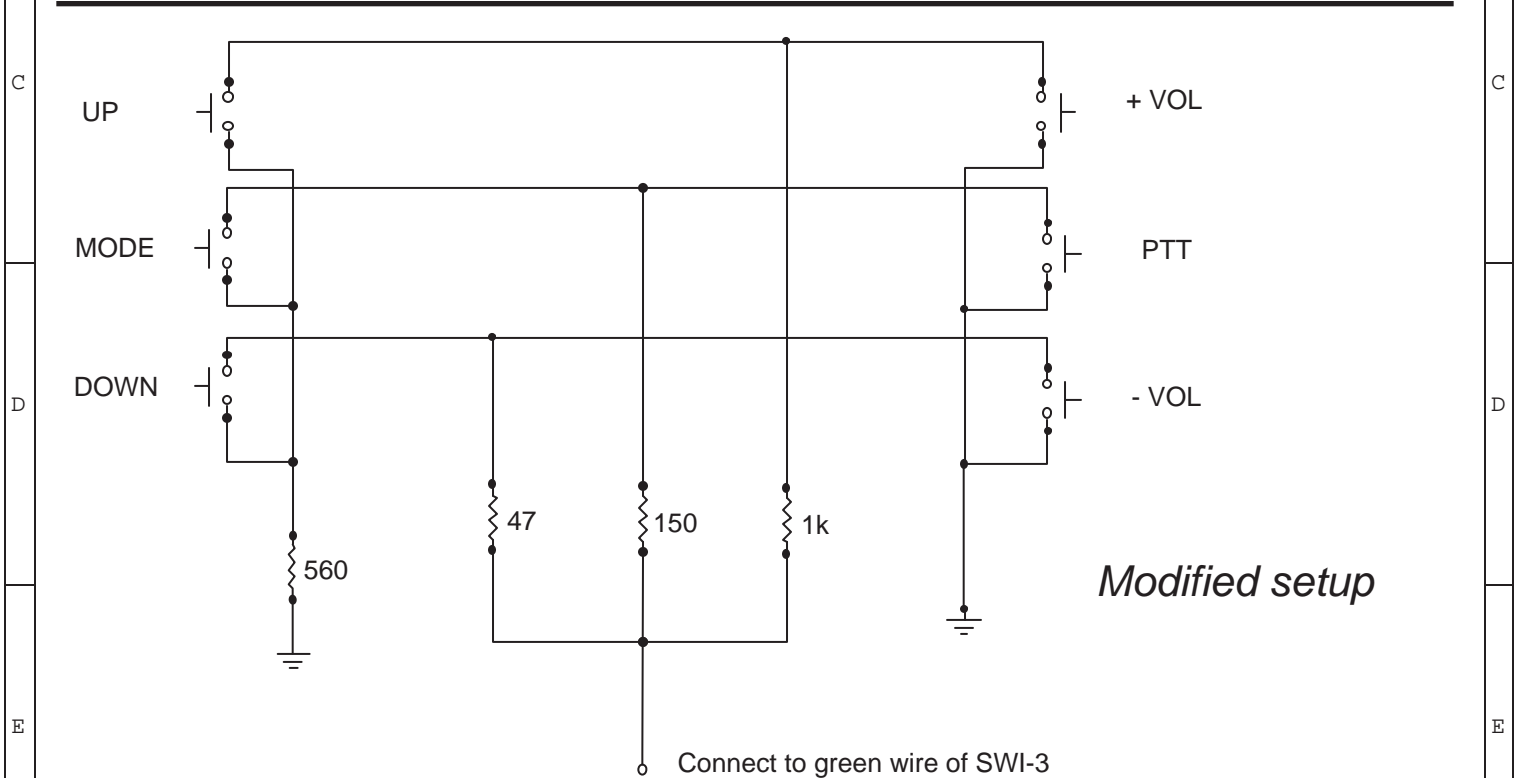 C
C
UP
+ VOL
MODE
PTT
DOWN
- VOL
D
D
47
150
1k
560
Modified setup
E
E
Connect to green wire of SWI-3